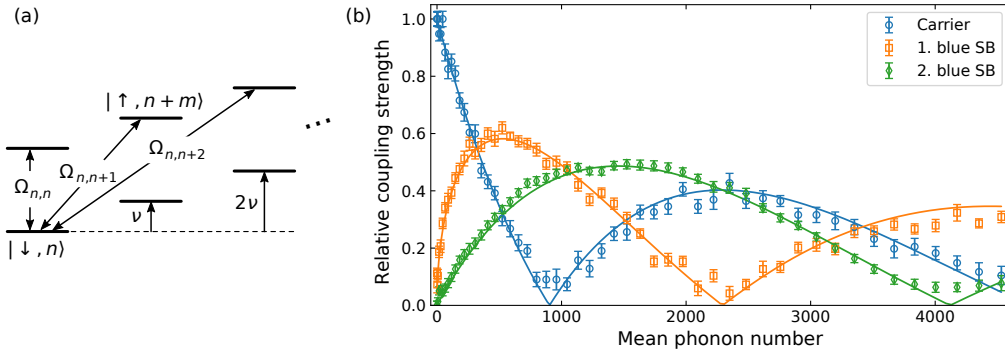 (a)
| ↑ , n + m⟩
Ω_{n,n+2}
Ω_{n,n+1}
Ω_{n,n}
ν
2ν
| ↓ , n⟩
(b)
Relative coupling strength
1.0
0.8
0.6
0.4
0.2
0.0
Carrier
1. blue SB
2. blue SB
0
1000
2000
3000
4000
Mean phonon number